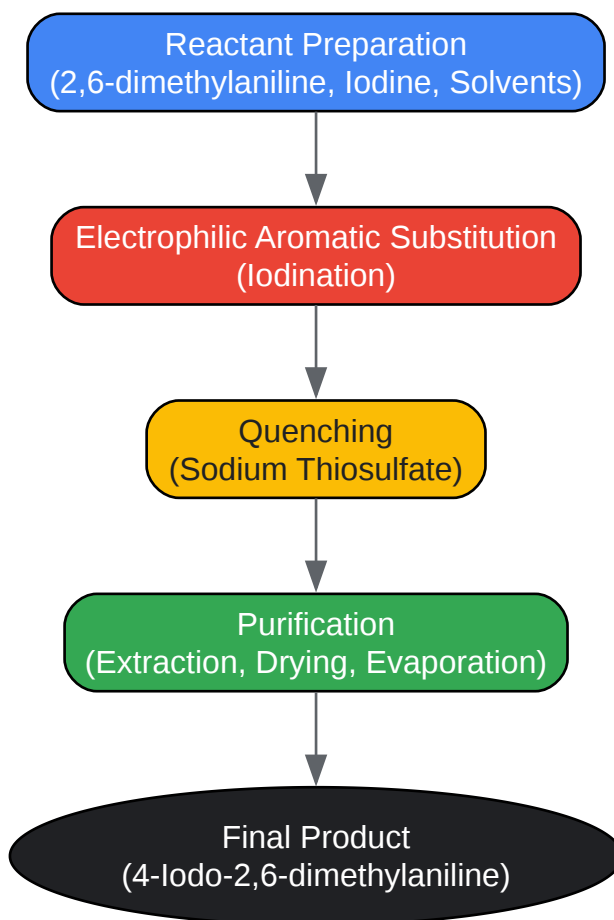 Reactant Preparation
(2,6-dimethylaniline, Iodine, Solvents)
Electrophilic Aromatic Substitution
(Iodination)
Quenching
(Sodium Thiosulfate)
Purification
(Extraction, Drying, Evaporation)
Final Product
(4-Iodo-2,6-dimethylaniline)